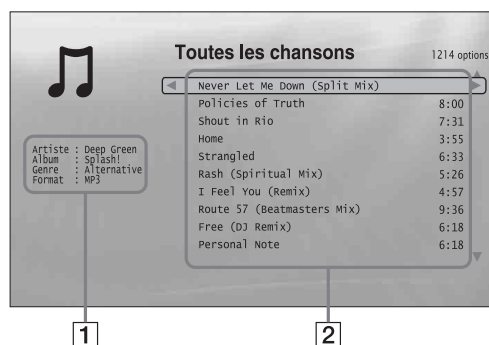 Toutes les chansons
1214 options
Never Let Me Down (Split Mix)
Policies of Truth 8:00
Shout in Rio 7:31
Home 3:55
Strangled 6:33
Rash (Spiritual Mix) 5:26
I Feel You (Remix) 4:57
Route 57 (Beatmasters Mix) 9:36
Free (DJ Remix) 6:18
Personal Note 6:18
Artiste : Deep Green
Album : Splash!
Genre : Alternative
Format : MP3
1
2